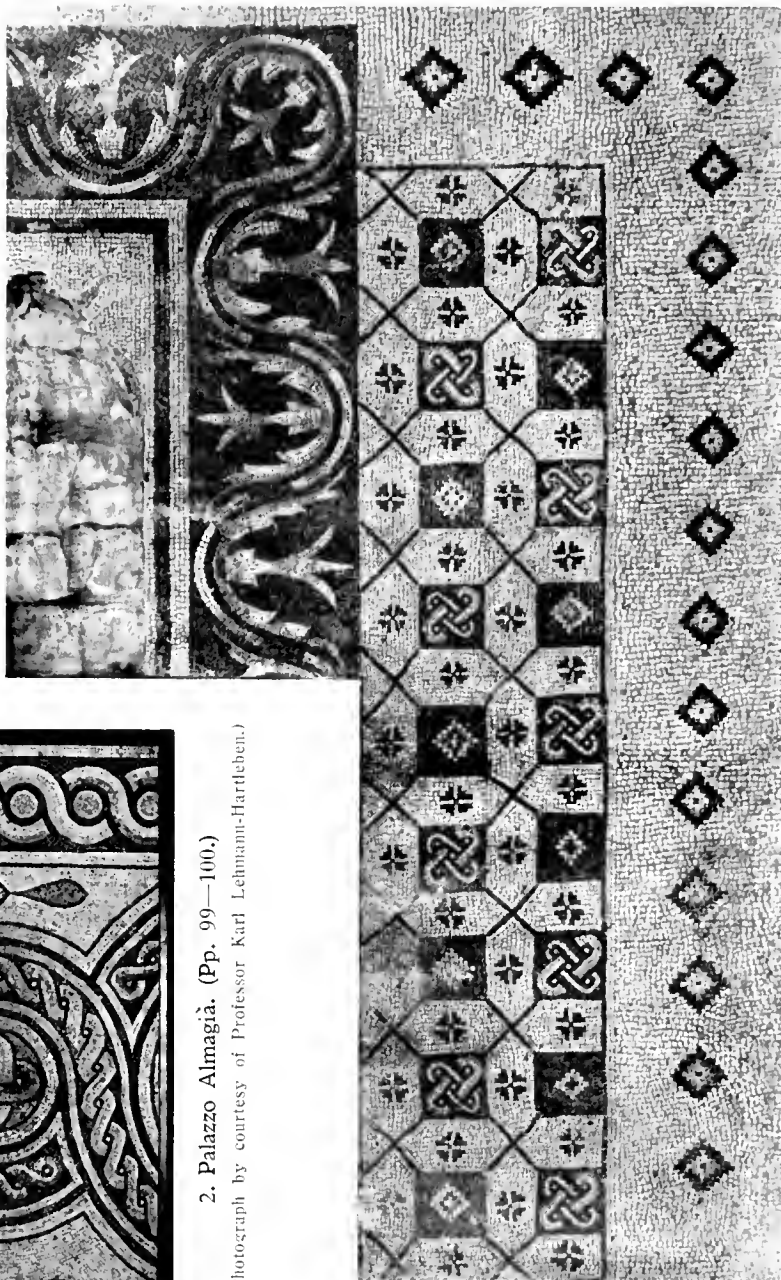 2. Palazzo Almagià. (Pp. 99—100.)
hotograph by courtesy of Professor Karl Lehmann-Hartleben.)